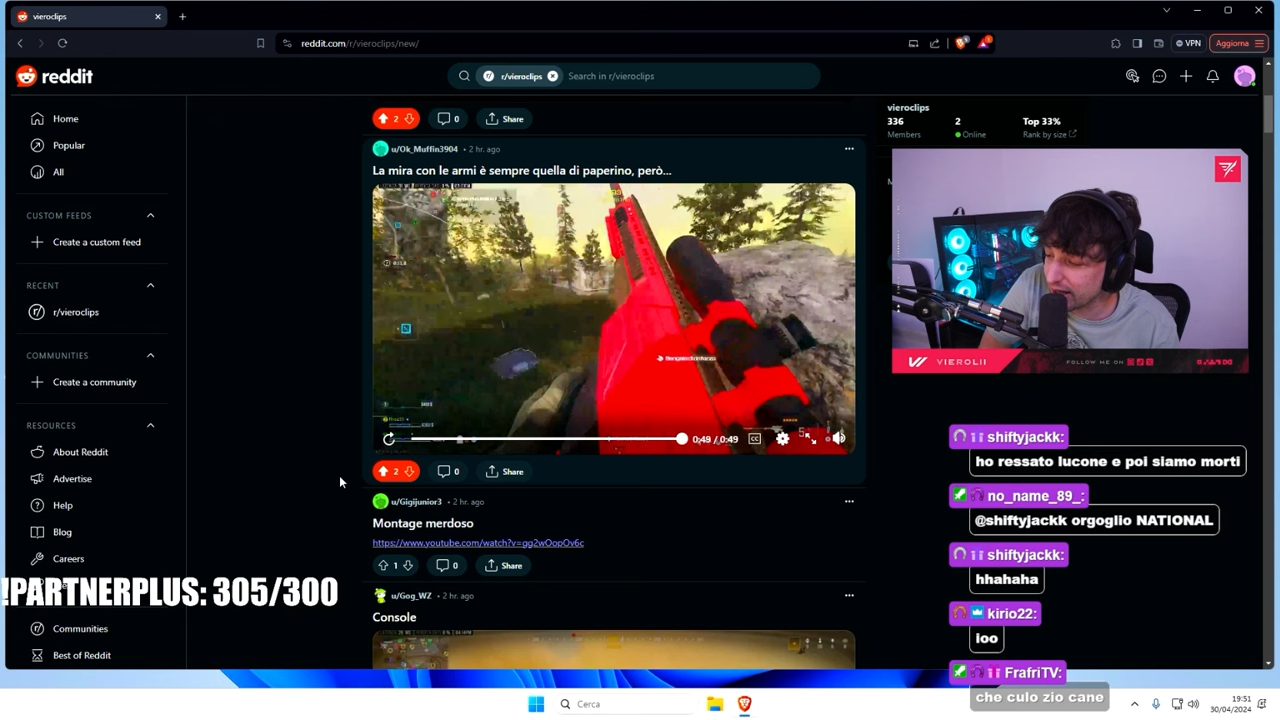 vieroclips
reddit.com/r/vieroclips/new/
VPN
Aggiorna
reddit
r/vieroclips
Search in r/vieroclips
Home
Popular
All
CUSTOM FEEDS
Create a custom feed
RECENT
r/vieroclips
COMMUNITIES
Create a community
RESOURCES
About Reddit
Advertise
Help
Blog
Careers
!PARTNERPLUS: 305/300
Communities
Best of Reddit
2
0
Share
u/Ok_Muffin3904 • 2 hr. ago
La mira con le armi è sempre quella di paperino, però...
0:49 / 0:49
CC
2
0
Share
u/Gigijunior3 • 2 hr. ago
Montage merdoso
https://www.youtube.com/watch?v=gg2wOopOv6c
1
0
Share
u/Gog_WZ • 2 hr. ago
Console
vieroclips
336
2
Top 33%
Members
Online
Rank by size
VIEROLII
FOLLOW ME ON
shiftyjackk:
ho ressato lucone e poi siamo morti
no_name_89_:
@shiftyjackk orgoglio NATIONAL
shiftyjackk:
hhahaha
kirio22:
ioo
FrafriTV:
che culo zio cane
Cerca
19:51
30/04/2024